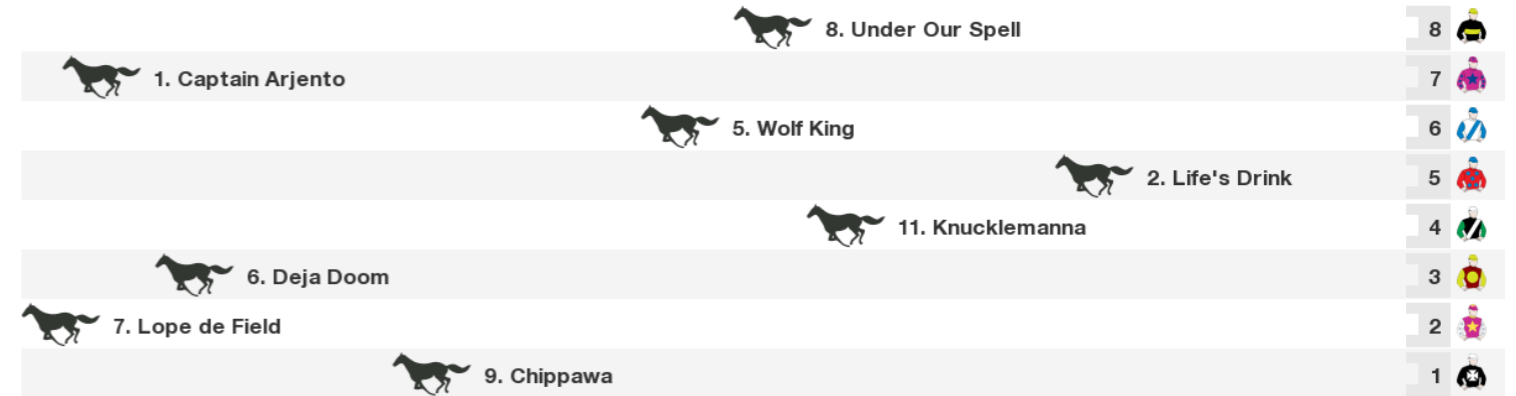 8. Under Our Spell 8
1. Captain Arjento 7
5. Wolf King 6
2. Life's Drink 5
11. Knucklemanna 4
6. Deja Doom 3
7. Lope de Field 2
9. Chippawa 1